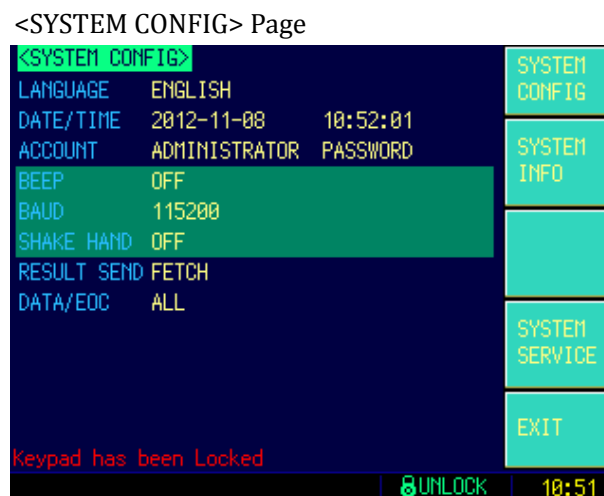 <SYSTEM CONFIG> Page
<SYSTEM CONFIG>
LANGUAGE ENGLISH
DATE/TIME 2012-11-08 10:52:01
ACCOUNT ADMINISTRATOR PASSWORD
BEEP OFF
BAUD 115200
SHAKE HAND OFF
RESULT SEND FETCH
DATA/EOC ALL
Keypad has been Locked
SYSTEM
CONFIG
SYSTEM
INFO
SYSTEM
SERVICE
EXIT
UNLOCK 10:51